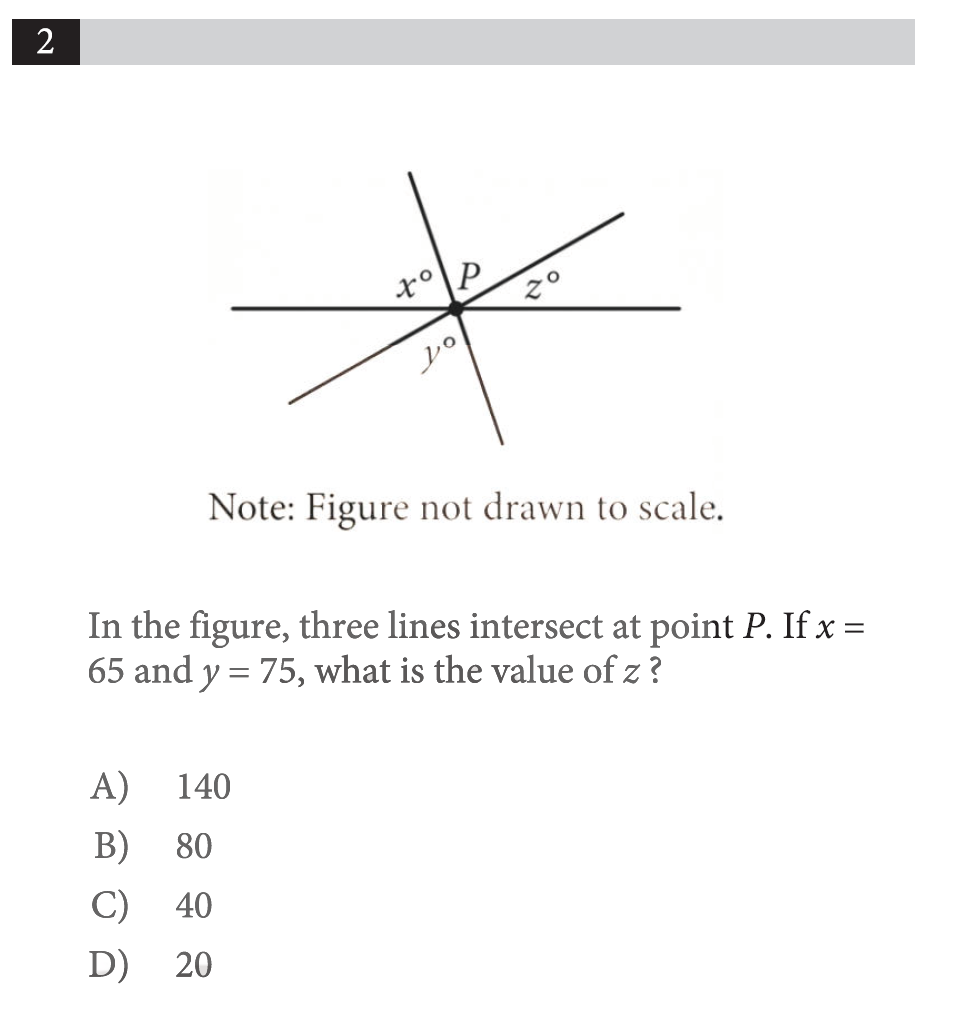 2
x° P z°
y°
Note: Figure not drawn to scale.
In the figure, three lines intersect at point P. If x =
65 and y = 75, what is the value of z ?
A) 140
B) 80
C) 40
D) 20